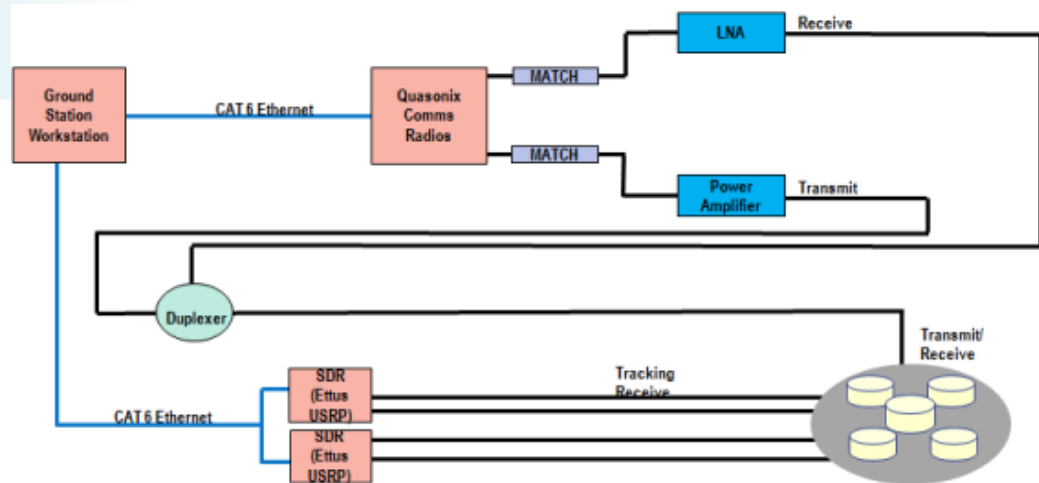 LNA
Receive
Ground
Station
Workstation
CAT 6 Ethernet
Quasonix
Comms
Radios
MATCH
MATCH
Power
Amplifier
Transmit
Duplexer
Transmit/
Receive
SDR
(Ettus
USRP)
Tracking
Receive
CAT 6 Ethernet
SDR
(Ettus
USRP)